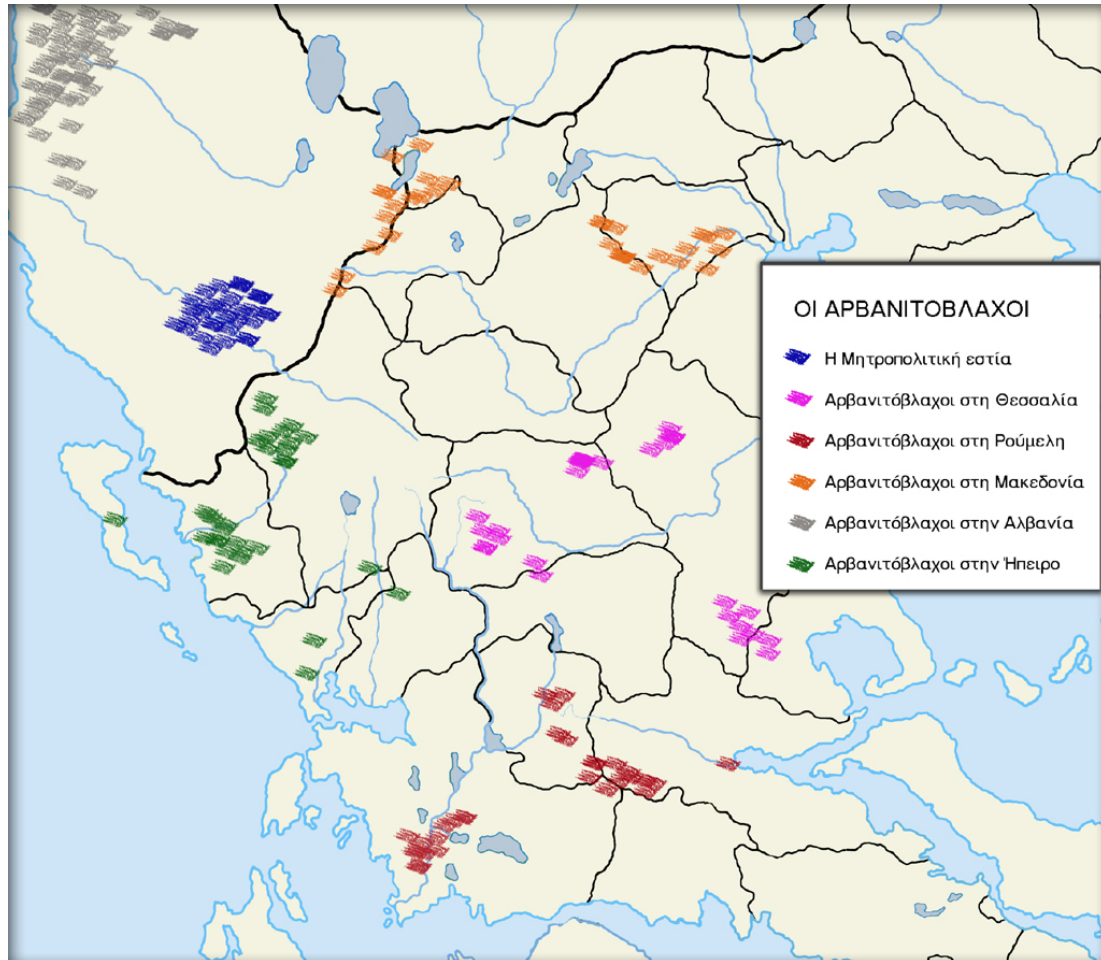 ΟΙ ΑΡΒΑΝΙΤΟΒΛΑΧΟΙ
Η Μητροπολιτική εστία
Αρβανιτόβλαχοι στη Θεσσαλία
Αρβανιτόβλαχοι στη Ρούμελη
Αρβανιτόβλαχοι στη Μακεδονία
Αρβανιτόβλαχοι στην Αλβανία
Αρβανιτόβλαχοι στην Ήπειρο